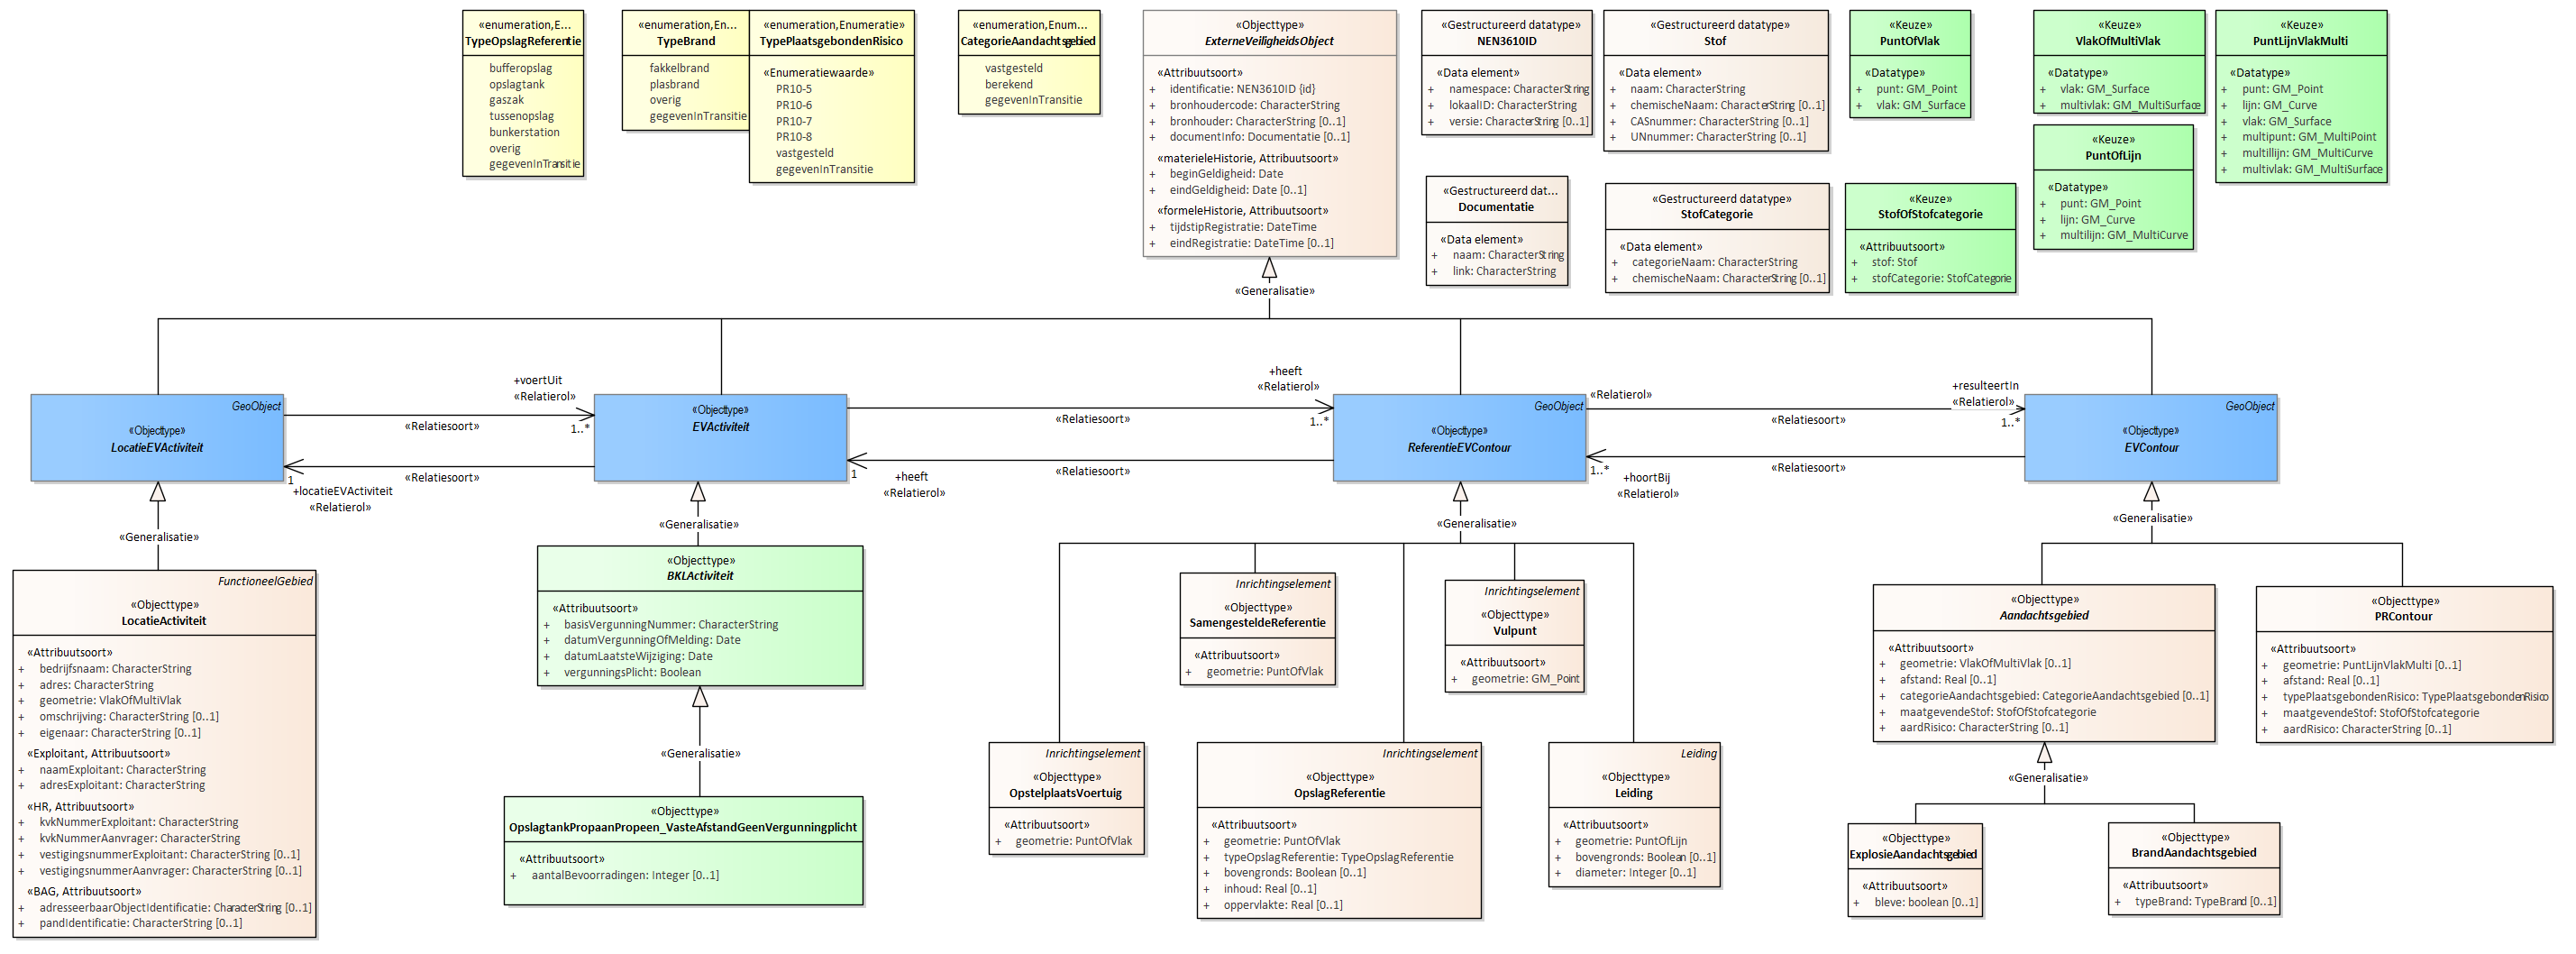 «enumeration,E...
TypeOpslagReferentie
bufferopslag
opslagtank
gaszak
tussenopslag
bunkerstation
overig
gegevenInTransitie
«enumeration,En...
TypeBrand
fakkelbrand
plasbrand
overig
gegevenInTransitie
«enumeration,Enumeratie»
TypePlaatsgebondenRisico
«Enumeratiewaarde»
PR10-5
PR10-6
PR10-7
PR10-8
vastgesteld
gegevenInTransitie
«enumeration,Enum...
CategorieAandachtsgebied
vastgesteld
berekend
gegevenInTransitie
«Objecttype»
ExterneVeiligheidsObject
«Attribuutsoort»
+ identificatie: NEN3610ID {id}
+ bronhoudercode: CharacterString
+ bronhouder: CharacterString [0..1]
+ documentInfo: Documentatie [0..1]
«materieleHistorie, Attribuutsoort»
+ beginGeldigheid: Date
+ eindGeldigheid: Date [0..1]
«formeleHistorie, Attribuutsoort»
+ tijdstipRegistratie: DateTime
+ eindRegistratie: DateTime [0..1]
«Gestructureerd datatype»
NEN3610ID
«Data element»
+ namespace: CharacterString
+ lokaalID: CharacterString
+ versie: CharacterString [0..1]
«Gestructureerd datatype»
Stof
«Data element»
+ naam: CharacterString
+ chemischeNaam: CharacterString [0..1]
+ CASnummer: CharacterString [0..1]
+ UNnummer: CharacterString [0..1]
«Keuze»
PuntOfVlak
«Datatype»
+ punt: GM_Point
+ vlak: GM_Surface
«Keuze»
VlakOfMultiVlak
«Datatype»
+ vlak: GM_Surface
+ multivlak: GM_MultiSurface
«Keuze»
PuntLijnVlakMulti
«Datatype»
+ punt: GM_Point
+ lijn: GM_Curve
+ vlak: GM_Surface
+ multipunt: GM_MultiPoint
+ multilijn: GM_MultiCurve
+ multivlak: GM_MultiSurface
«Keuze»
PuntOfLijn
«Datatype»
+ punt: GM_Point
+ lijn: GM_Curve
+ multilijn: GM_MultiCurve
«Gestructureerd dat...
Documentatie
«Data element»
+ naam: CharacterString
+ link: CharacterString
«Gestructureerd datatype»
StofCategorie
«Data element»
+ categorieNaam: CharacterString
+ chemischeNaam: CharacterString [0..1]
«Keuze»
StofOfStofcategorie
«Attribuutsoort»
+ stof: Stof
+ stofCategorie: StofCategorie
«Generalisatie»
GeoObject
«Objecttype»
LocatieEVActiviteit
+voertUit
«Relatierol»
1..*
«Relatiesoort»
«Relatiesoort»
1
+locatieEVActiviteit
«Relatierol»
«Objecttype»
EVActiviteit
+heeft
«Relatierol»
1..*
«Relatiesoort»
«Relatiesoort»
1
+heeft
«Relatierol»
GeoObject
«Objecttype»
ReferentieEVContour
«Relatierol»
+resulteertIn
«Relatierol»
1..*
«Relatiesoort»
«Relatiesoort»
1..*
+hoortBij
«Relatierol»
GeoObject
«Objecttype»
EVContour
«Generalisatie»
«Generalisatie»
«Generalisatie»
«Generalisatie»
FunctioneelGebied
«Objecttype»
LocatieActiviteit
«Attribuutsoort»
+ bedrijfsnaam: CharacterString
+ adres: CharacterString
+ geometrie: VlakOfMultiVlak
+ omschrijving: CharacterString [0..1]
+ eigenaar: CharacterString [0..1]
«Exploitant, Attribuutsoort»
+ naamExploitant: CharacterString
+ adresExploitant: CharacterString
«HR, Attribuutsoort»
+ kvkNummerExploitant: CharacterString
+ kvkNummerAanvrager: CharacterString
+ vestigingsnummerExploitant: CharacterString [0..1]
+ vestigingsnummerAanvrager: CharacterString [0..1]
«BAG, Attribuutsoort»
+ adresseerbaarObjectIdentificatie: CharacterString [0..1]
+ pandIdentificatie: CharacterString [0..1]
«Objecttype»
BKLActiviteit
«Attribuutsoort»
+ basisVergunningNummer: CharacterString
+ datumVergunningOfMelding: Date
+ datumLaatsteWijziging: Date
+ vergunningsPlicht: Boolean
«Generalisatie»
«Objecttype»
OpslagtankPropaanPropeen_VasteAfstandGeenVergunningplicht
«Attribuutsoort»
+ aantalBevoorradingen: Integer [0..1]
Inrichtingselement
«Objecttype»
SamengesteldeReferentie
«Attribuutsoort»
+ geometrie: PuntOfVlak
Inrichtingselement
«Objecttype»
Vulpunt
«Attribuutsoort»
+ geometrie: GM_Point
Inrichtingselement
«Objecttype»
OpstelplaatsVoertuig
«Attribuutsoort»
+ geometrie: PuntOfVlak
Inrichtingselement
«Objecttype»
OpslagReferentie
«Attribuutsoort»
+ geometrie: PuntOfVlak
+ typeOpslagReferentie: TypeOpslagReferentie
+ bovengronds: Boolean [0..1]
+ inhoud: Real [0..1]
+ oppervlakte: Real [0..1]
Leiding
«Objecttype»
Leiding
«Attribuutsoort»
+ geometrie: PuntOfLijn
+ bovengronds: Boolean [0..1]
+ diameter: Integer [0..1]
«Objecttype»
Aandachtsgebied
«Attribuutsoort»
+ geometrie: VlakOfMultiVlak [0..1]
+ afstand: Real [0..1]
+ categorieAandachtsgebied: CategorieAandachtsgebied [0..1]
+ maatgevendeStof: StofOfStofcategorie
+ aardRisico: CharacterString [0..1]
«Objecttype»
PRContour
«Attribuutsoort»
+ geometrie: PuntLijnVlakMulti [0..1]
+ afstand: Real [0..1]
+ typePlaatsgebondenRisico: TypePlaatsgebondenRisico
+ maatgevendeStof: StofOfStofcategorie
+ aardRisico: CharacterString [0..1]
«Generalisatie»
«Objecttype»
ExplosieAandachtsgebied
«Attribuutsoort»
+ bleve: boolean [0..1]
«Objecttype»
BrandAandachtsgebied
«Attribuutsoort»
+ typeBrand: TypeBrand [0..1]